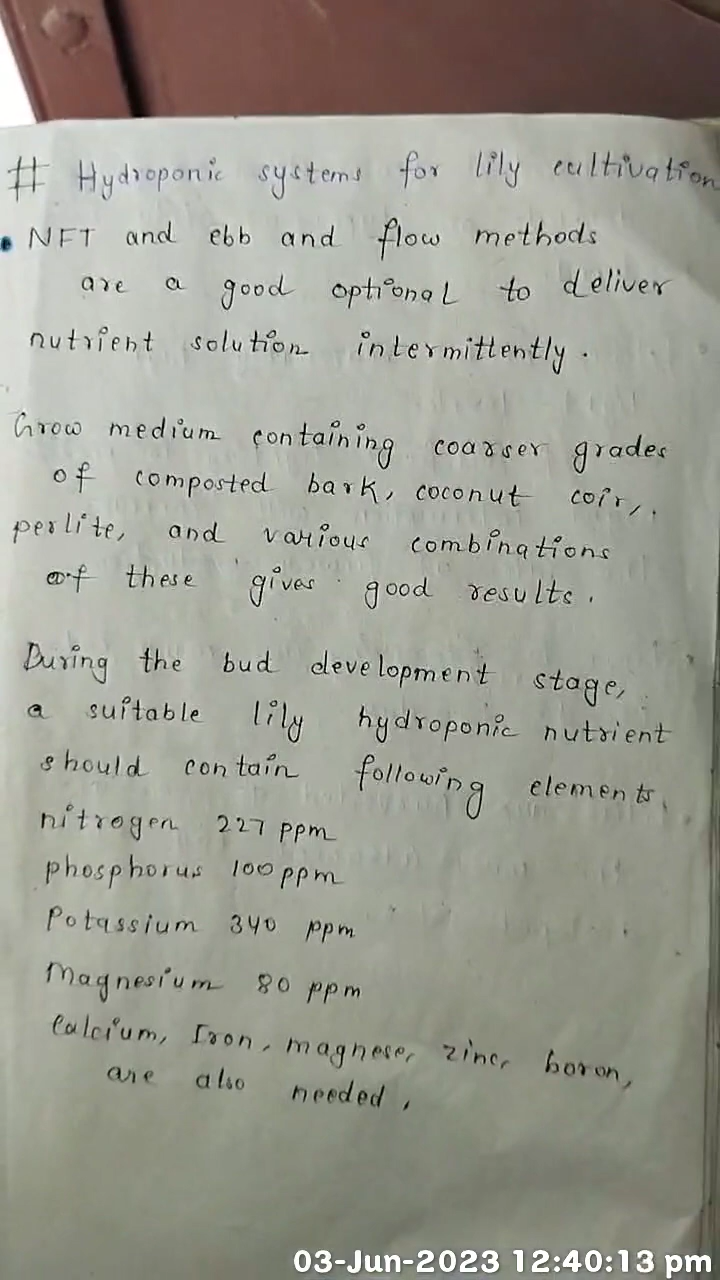 # Hydroponic systems for lily cultivation
• NFT and ebb and flow methods
are a good optional to deliver
nutrient solution intermittently.
Grow medium containing coarser grades
of composted bark, coconut coir,.
perlite, and various combinations
of these gives good results.
During the bud development stage,
a suitable lily hydroponic nutrient
should contain following elements.
nitrogen 227 ppm
phosphorus 100 ppm
Potassium 340 ppm
Magnesium 80 ppm
Calcium, Iron, magnese, zinc, boron,
are also needed,
03-Jun-2023 12:40:13 pm